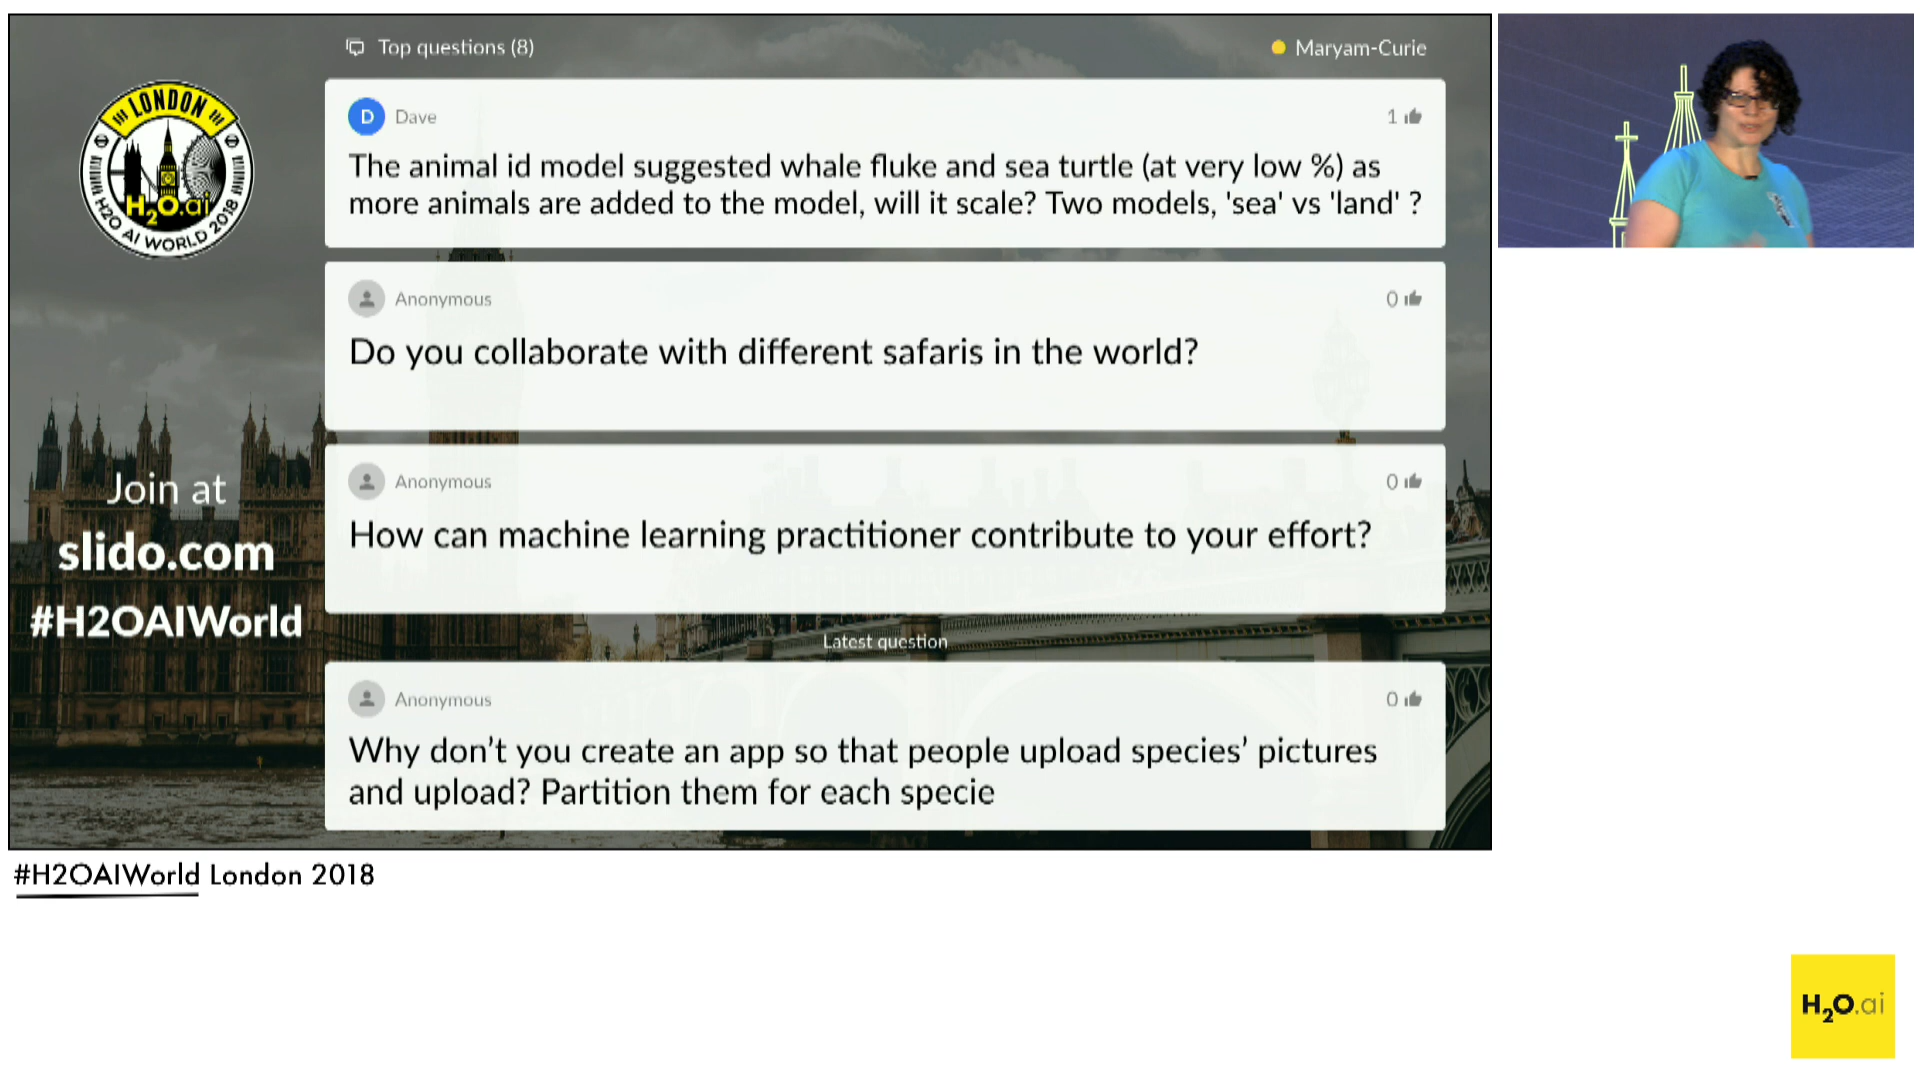 Top questions (8)
Maryam-Curie
LONDON
H2O.ai
H2O AI WORLD 2018
D Dave
1
The animal id model suggested whale fluke and sea turtle (at very low %) as
more animals are added to the model, will it scale? Two models, 'sea' vs 'land' ?
Anonymous
0
Do you collaborate with different safaris in the world?
Anonymous
0
How can machine learning practitioner contribute to your effort?
Join at
slido.com
#H2OAIWorld
Latest question
Anonymous
0
Why don’t you create an app so that people upload species’ pictures
and upload? Partition them for each specie
#H2OAIWorld London 2018
H2O.ai